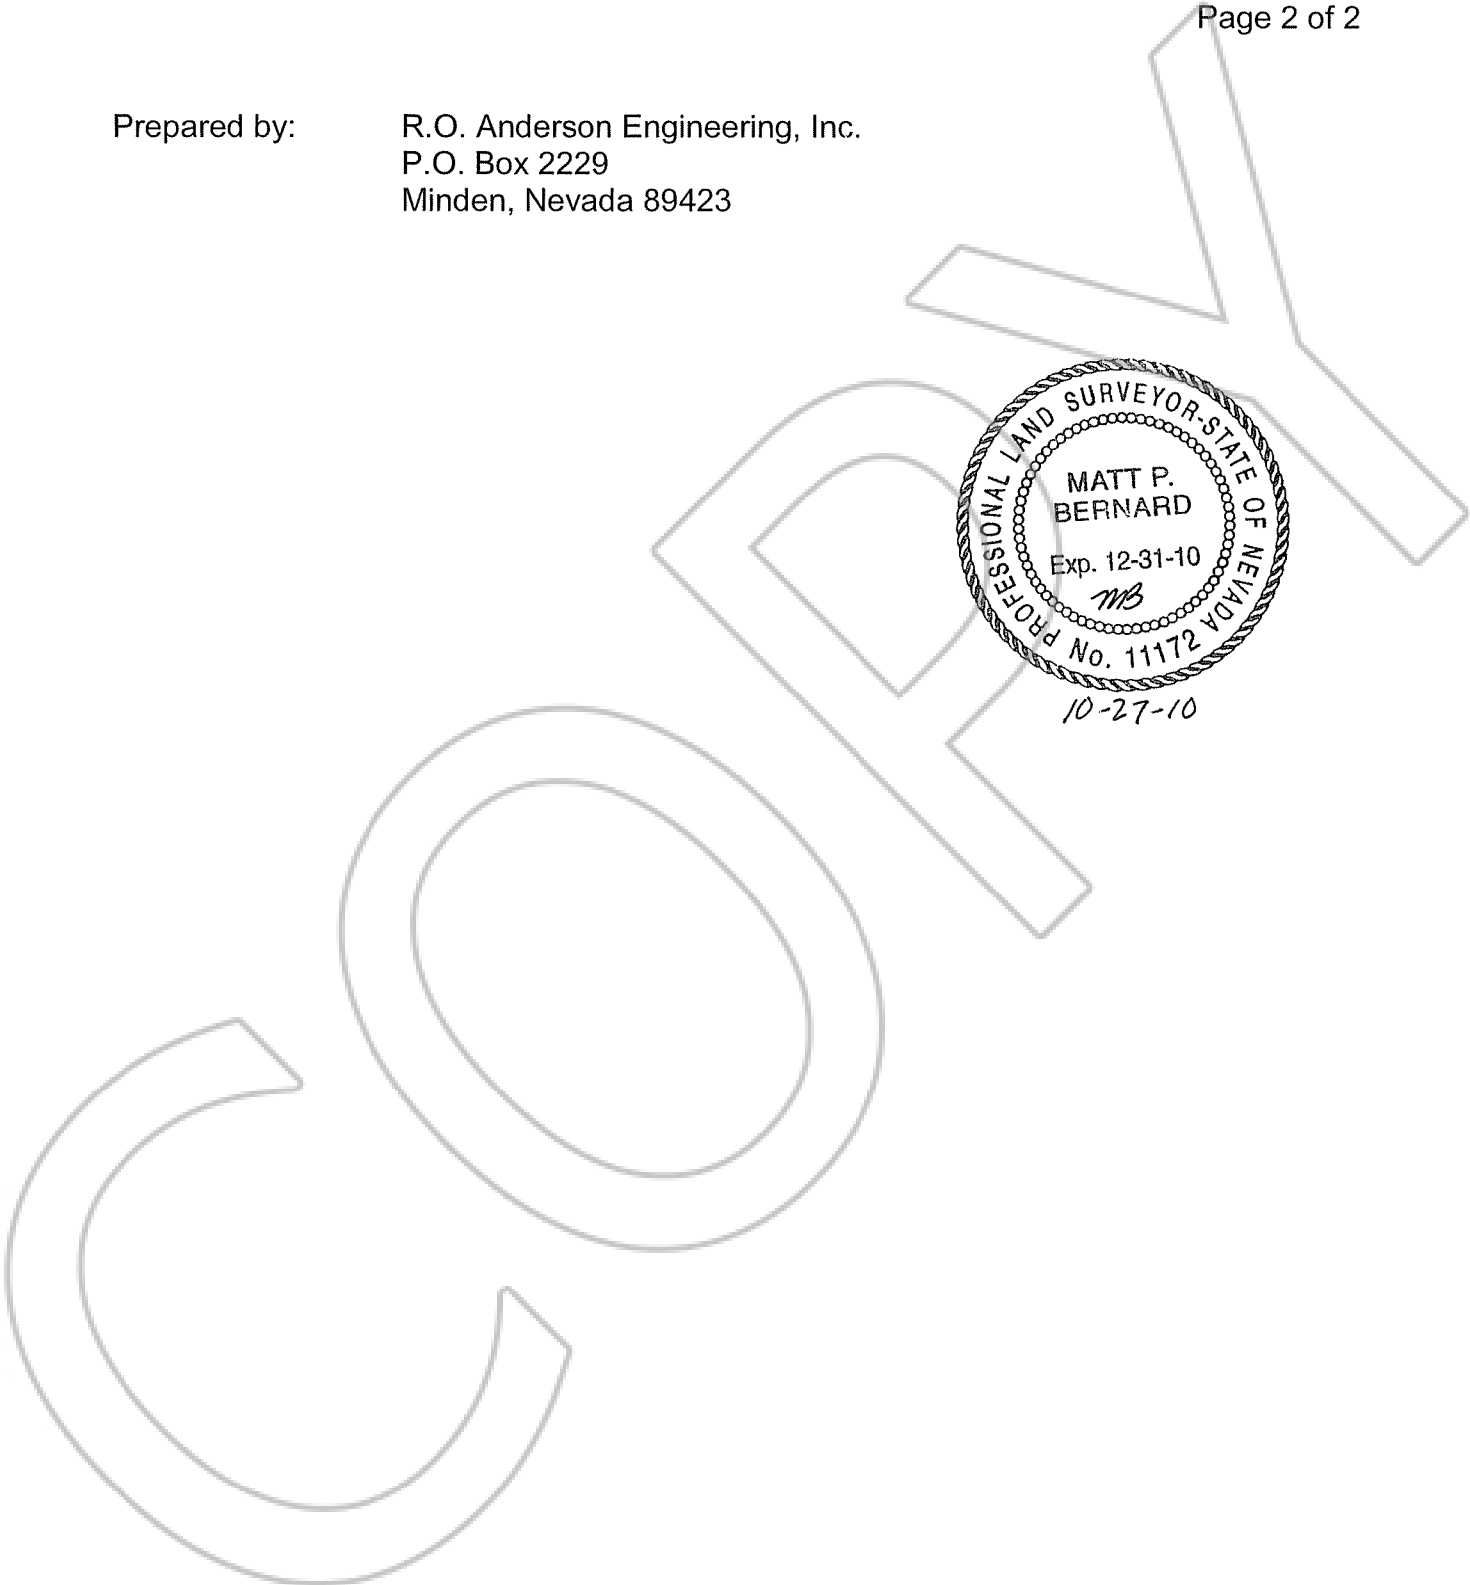 Page 2 of 2
Prepared by:
R.O. Anderson Engineering, Inc.
P.O. Box 2229
Minden, Nevada 89423
PROFESSIONAL LAND SURVEYOR-STATE OF NEVADA
MATT P.
BERNARD
Exp. 12-31-10
MB
No. 11172
10-27-10
COPY